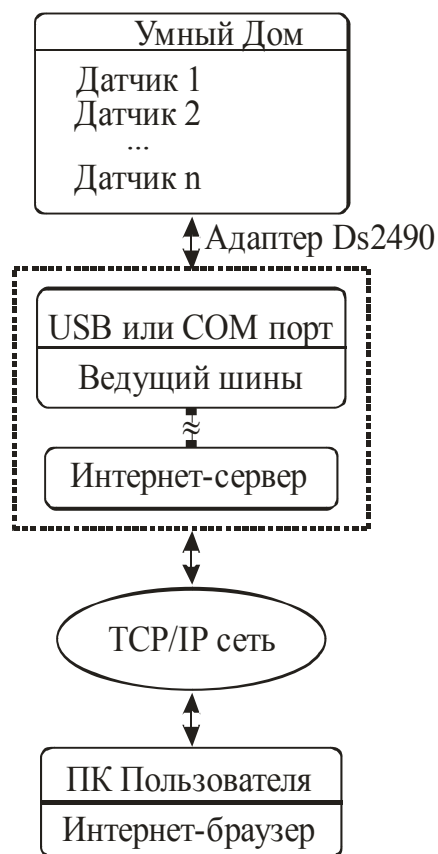 Умный Дом
Датчик 1
Датчик 2
...
Датчик n
Адаптер Ds2490
USB или COM порт
Ведущий шины
≈
Интернет-сервер
TCP/IP сеть
ПК Пользователя
Интернет-браузер